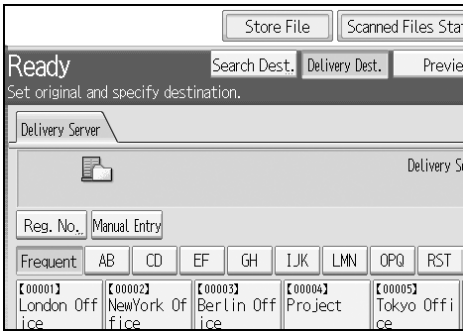 Store File Scanned Files Sta
Ready Search Dest. Delivery Dest. Previe
Set original and specify destination.
Delivery Server
Delivery S
Reg. No. Manual Entry
Frequent AB CD EF GH IJK LMN OPQ RST
【00001】 【00002】 【00003】 【00004】 【00005】
London Off NewYork Of Berlin Off Project Tokyo Offi
ice ffice ice ce